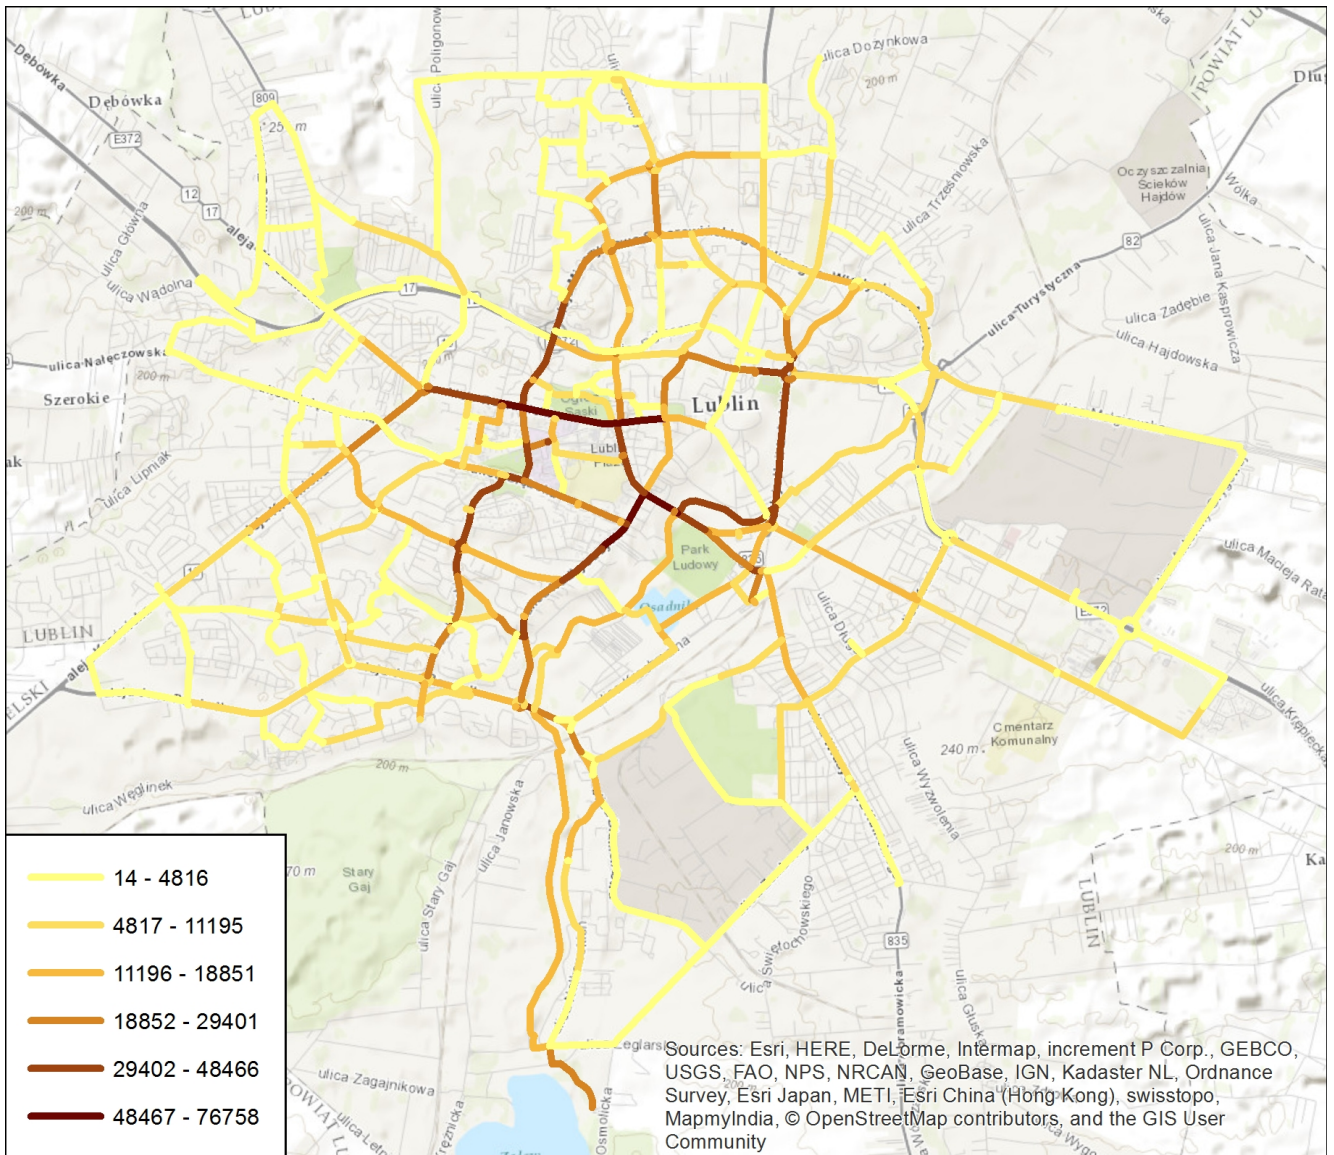 ulica Dożynkowa
200 m
POWIAT LU
Dębówka
Dębówka
809
E372
12
17
200 m
ulica Główna
ulica Poligonow
Oczyszczalnia
Ścieków
Hajdów
Wólka
ulica Trześniowska
82
ulica Turystyczna
ulica Jana Kasprowicza
ulica Zadębie
ulica Hajdowska
ulica Wądolna
17
ulica Nałęczowska
200 m
Szerokie
ulica Lipniak
Lublin
Park
Ludowy
ulica Macieja Rata
LUBLIN
ELSKI
ulica Krępiecka
Cmentarz
Komunalny
240 m
ulica Wyzwolenia
ulica Węglinek
200 m
ulica Janowska
Stary
Gaj
ulica Stary Gaj
835
LUBLIN
200 m
ulica Głuska
ulica Zagajnikowa
Osmolicka
14 - 4816
4817 - 11195
11196 - 18851
18852 - 29401
29402 - 48466
48467 - 76758
Sources: Esri, HERE, DeLorme, Intermap, increment P Corp., GEBCO,
USGS, FAO, NPS, NRCAN, GeoBase, IGN, Kadaster NL, Ordnance
Survey, Esri Japan, METI, Esri China (Hong Kong), swisstopo,
MapmyIndia, © OpenStreetMap contributors, and the GIS User
Community